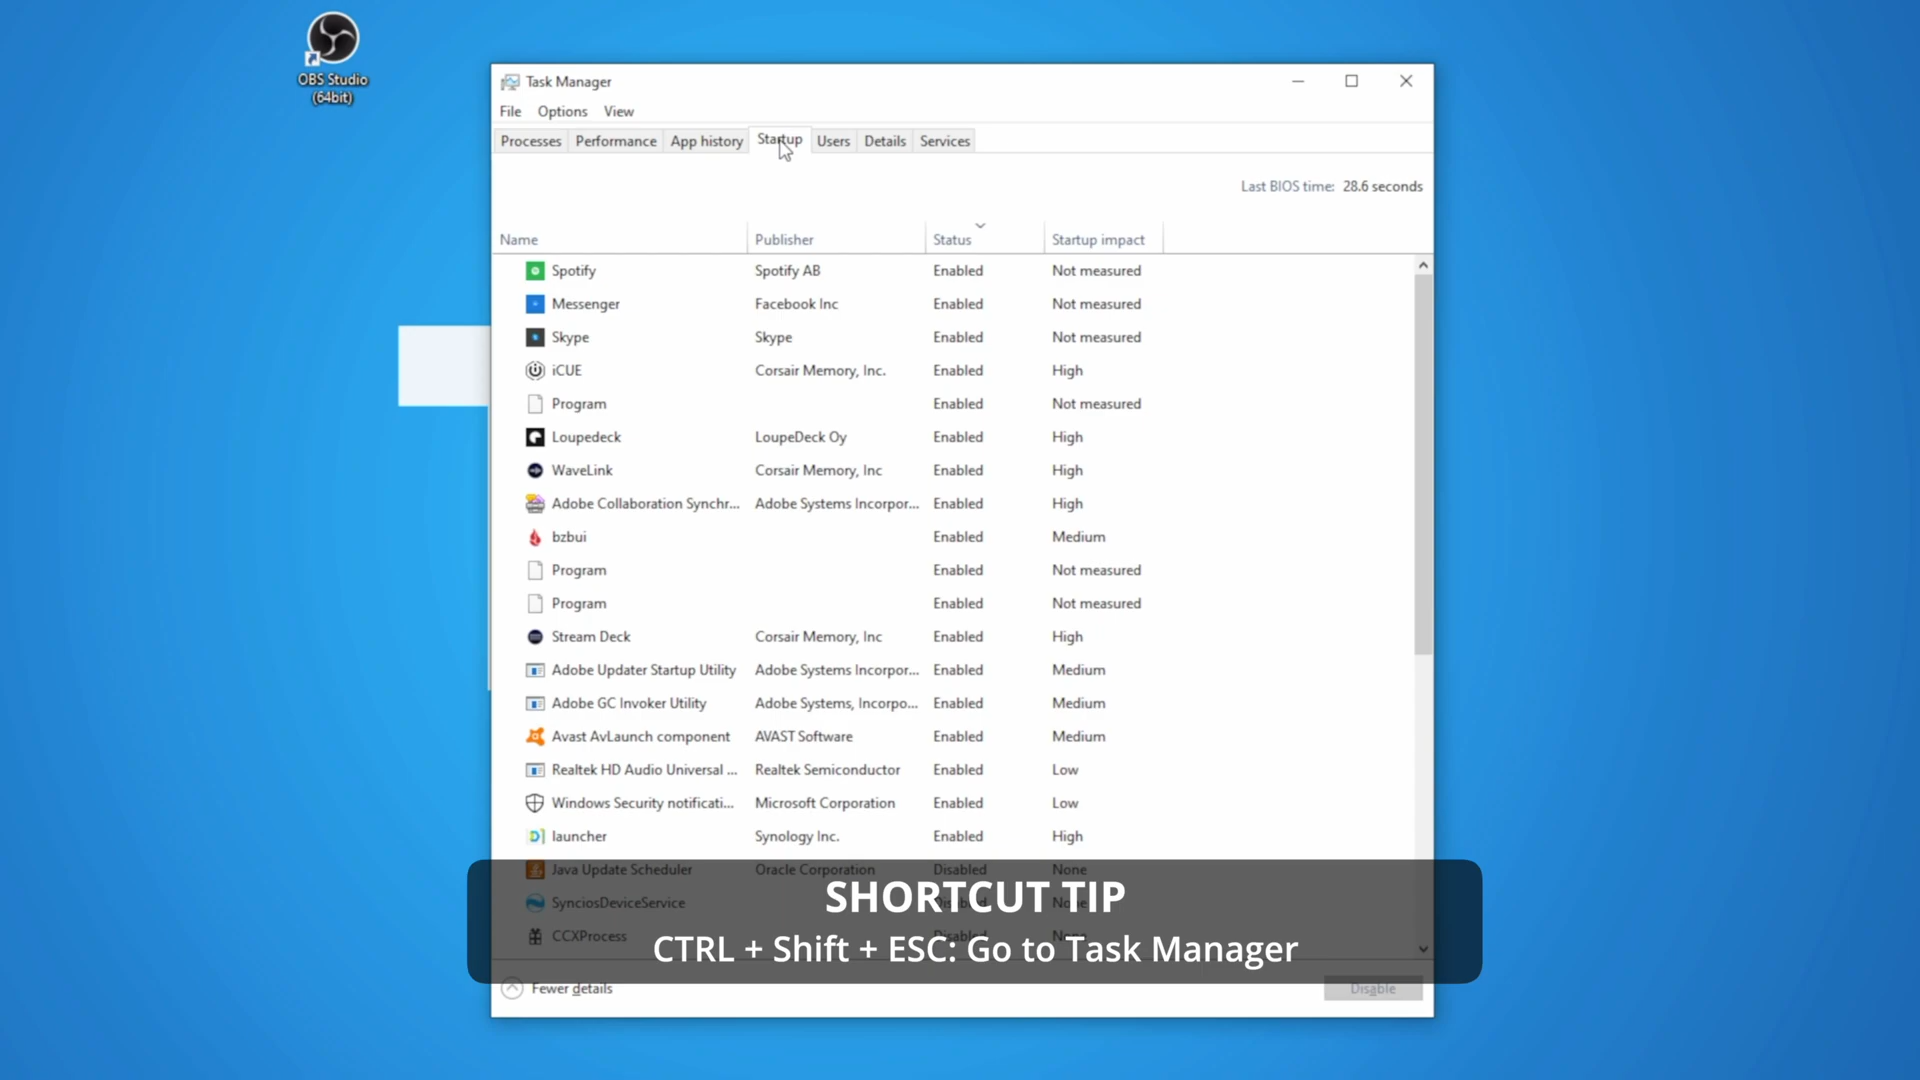 OBS Studio
(64bit)
Task Manager
File Options View
Processes Performance App history Startup Users Details Services
Last BIOS time: 28.6 seconds
Name Publisher Status Startup impact
Spotify Spotify AB Enabled Not measured
Messenger Facebook Inc Enabled Not measured
Skype Skype Enabled Not measured
iCUE Corsair Memory, Inc. Enabled High
Program Enabled Not measured
Loupedeck LoupeDeck Oy Enabled High
WaveLink Corsair Memory, Inc Enabled High
Adobe Collaboration Synchr... Adobe Systems Incorpor... Enabled High
bzbui Enabled Medium
Program Enabled Not measured
Program Enabled Not measured
Stream Deck Corsair Memory, Inc Enabled High
Adobe Updater Startup Utility Adobe Systems Incorpor... Enabled Medium
Adobe GC Invoker Utility Adobe Systems, Incorpo... Enabled Medium
Avast AvLaunch component AVAST Software Enabled Medium
Realtek HD Audio Universal ... Realtek Semiconductor Enabled Low
Windows Security notificati... Microsoft Corporation Enabled Low
launcher Synology Inc. Enabled High
Java Update Scheduler Oracle Corporation Disabled None
SynciosDeviceService Disabled None
CCXProcess Disabled None
SHORTCUT TIP
CTRL + Shift + ESC: Go to Task Manager
Fewer details Disable